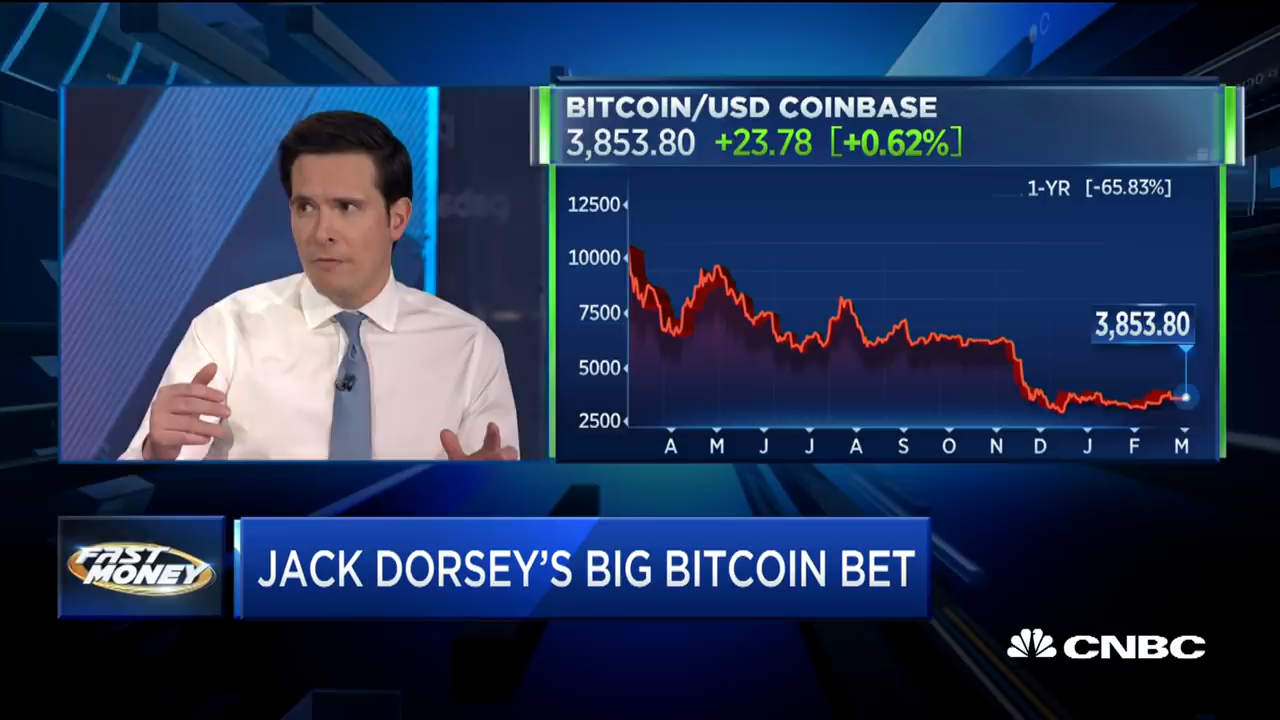 BITCOIN/USD COINBASE
3,853.80 +23.78 [+0.62%]
1-YR [-65.83%]
12500
10000
7500
5000
2500
3,853.80
A M J J A S O N D J F M
FAST
MONEY
JACK DORSEY'S BIG BITCOIN BET
CNBC